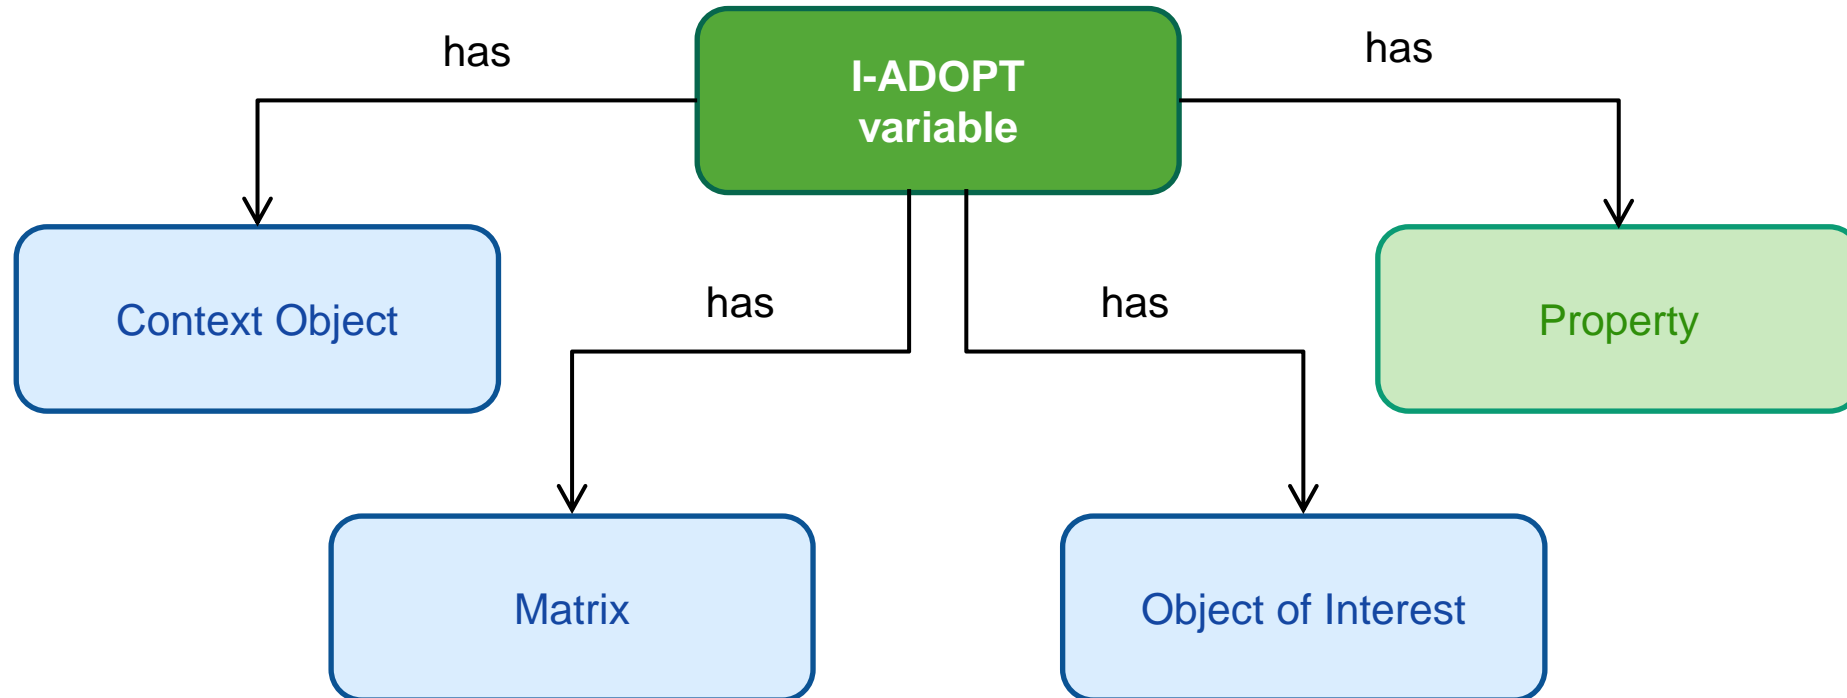 has
I-ADOPT
variable
has
Context Object
has
has
Property
Matrix
Object of Interest